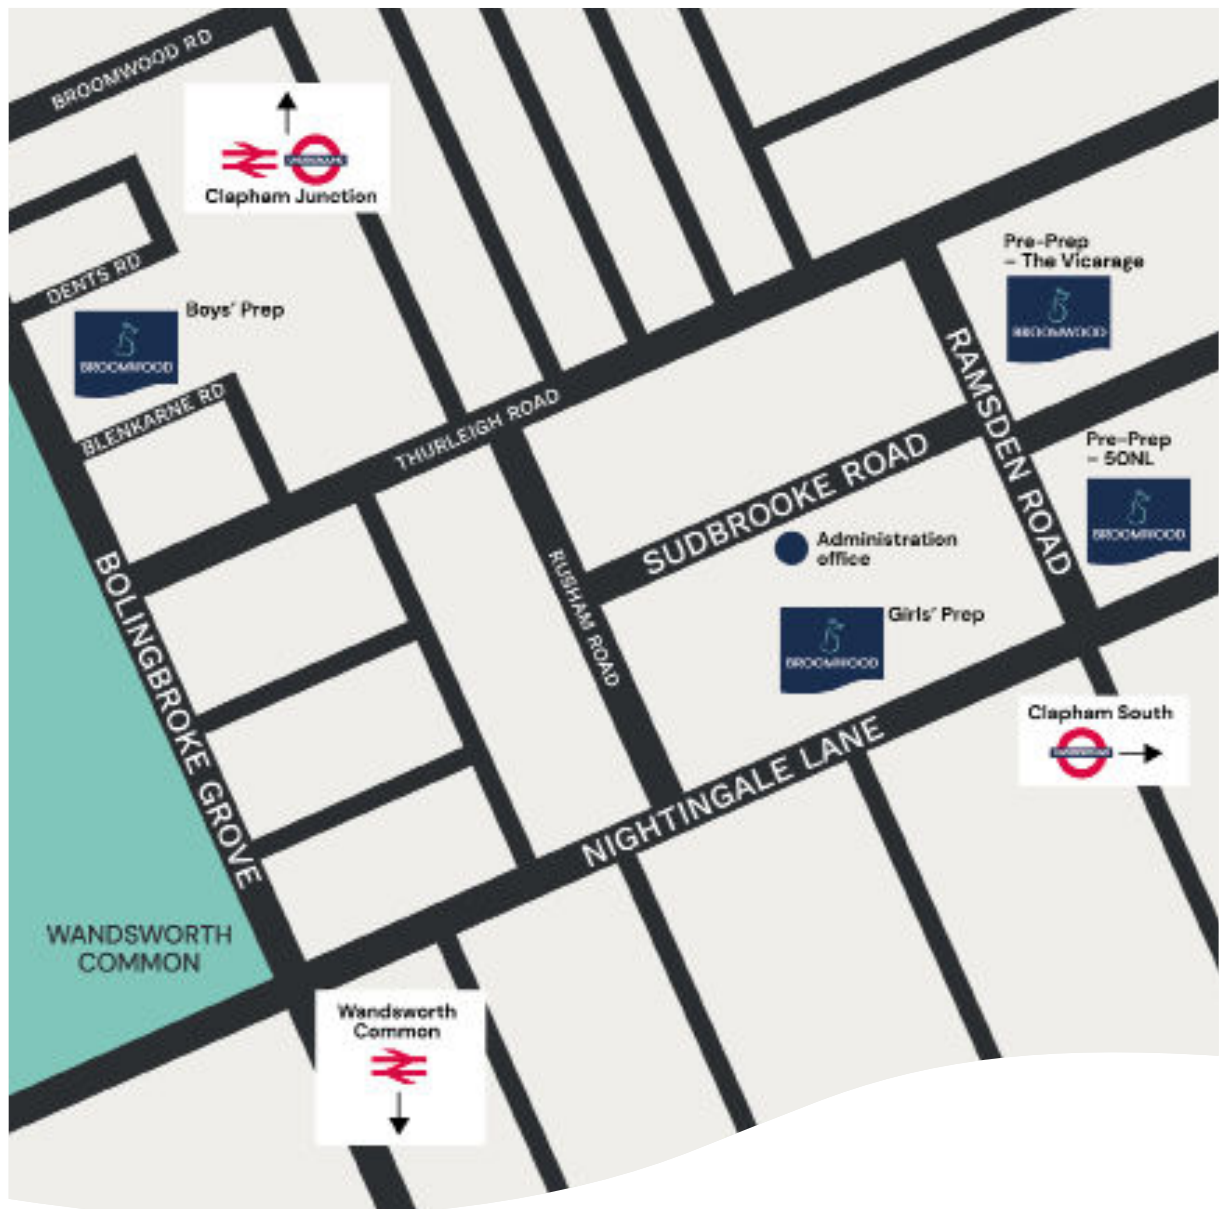 BROOMWOOD RD
Clapham Junction
DENTS RD
Boys' Prep
BROOMWOOD
BLENKARNE RD
THURLEIGH ROAD
Pre-Prep
– The Vicarage
BROOMWOOD
RAMSDEN ROAD
Pre-Prep
– 50NL
BROOMWOOD
SUDBROOKE ROAD
Administration
office
RUSHAM ROAD
Girls' Prep
BROOMWOOD
BOLINGBROKE GROVE
NIGHTINGALE LANE
Clapham South
WANDSWORTH
COMMON
Wandsworth
Common